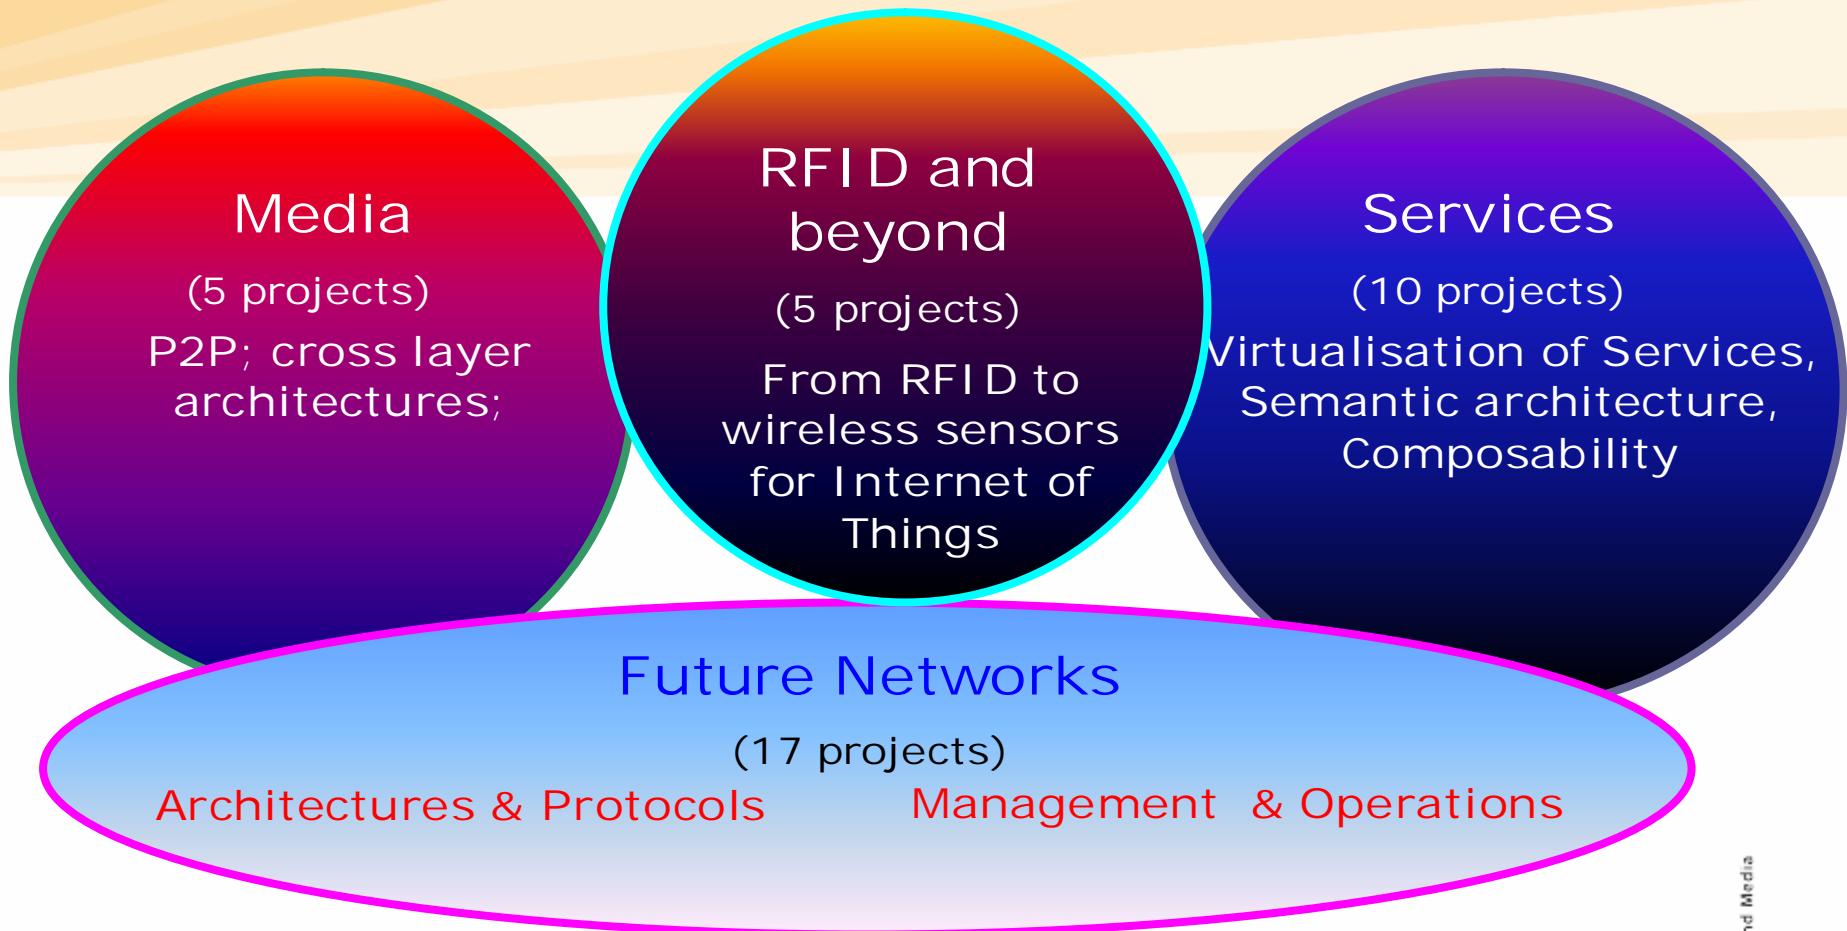 Media
(5 projects)
P2P; cross layer
architectures;
RFID and
beyond
(5 projects)
From RFID to
wireless sensors
for Internet of
Things
Services
(10 projects)
Virtualisation of Services,
Semantic architecture,
Composability
Future Networks
(17 projects)
Architectures & Protocols
Management & Operations
Media